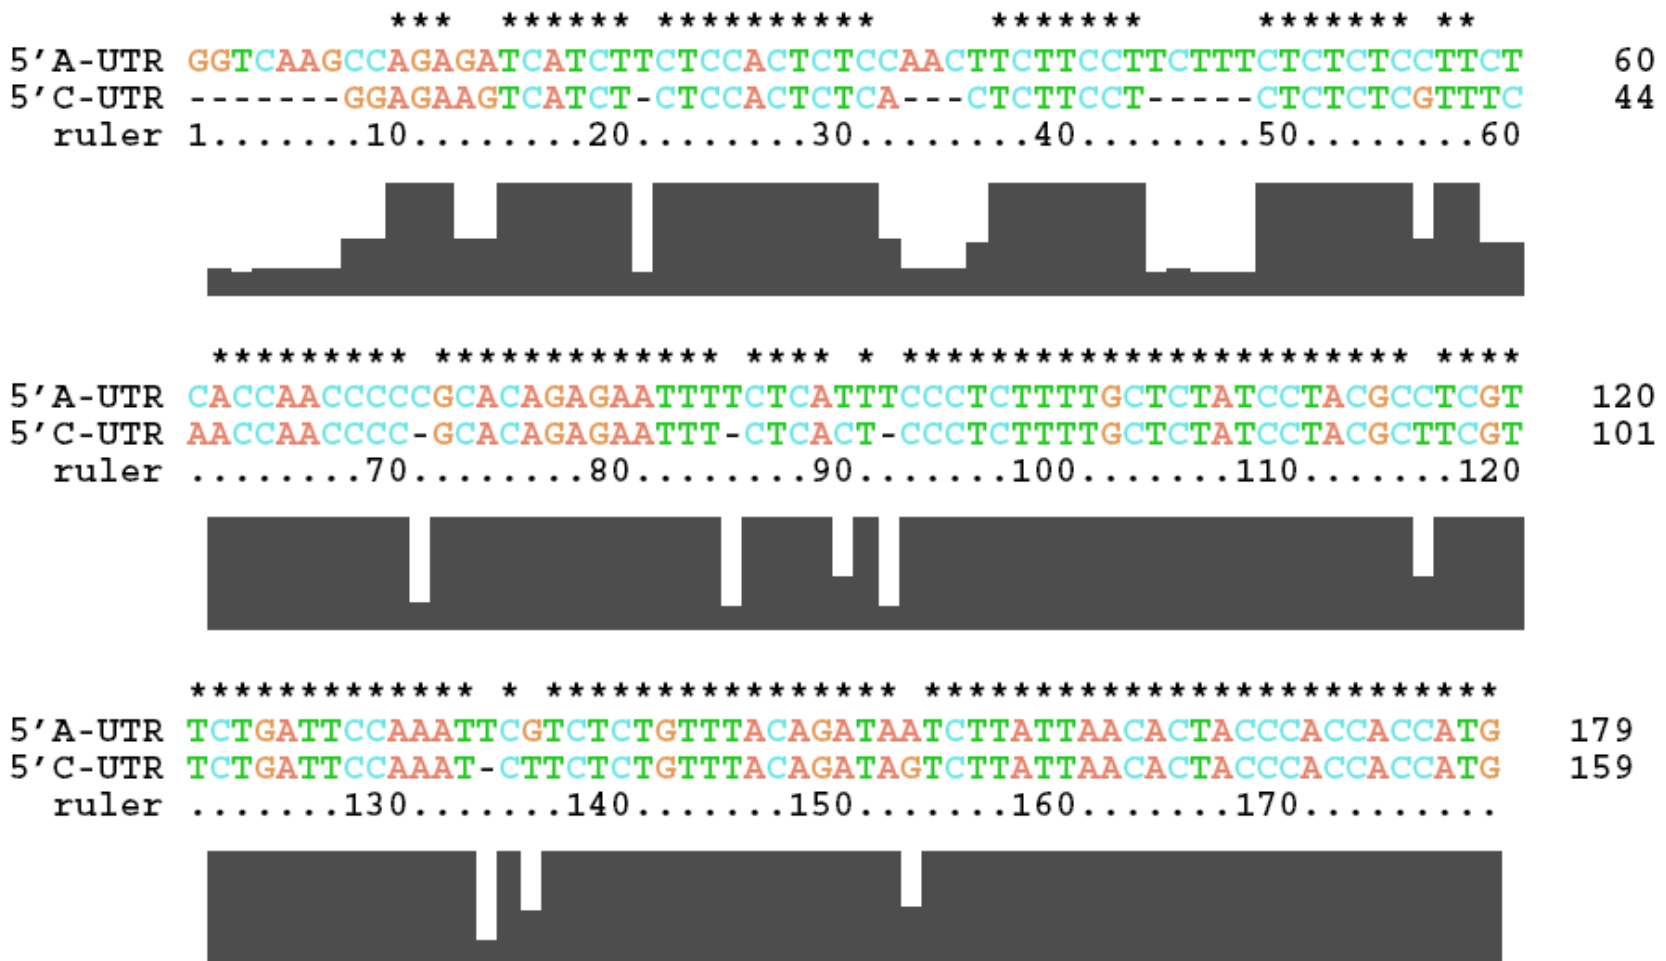 *** ****** ********** ******* ******* **
5'A-UTR GGTCAAGCCAGAGATCATCTTCTCCACTCTCCAACTTCTTCCTTCTTTCTCTCTCCTTCT 60
5'C-UTR -------GGAGAAGTCATCT-CTCCACTCTCA---CTCTTCCT-----CTCTCTCGTTTC 44
ruler 1.......10........20........30........40........50........60
********* ************* **** * *********************** ****
5'A-UTR CACCAACCCCCGCACAGAGAATTTTCTCATTTCCCTCTTTTGCTCTATCCTACGCCTCGT 120
5'C-UTR AACCAACCCC-GCACAGAGAATTT-CTCACT-CCCTCTTTTGCTCTATCCTACGCTTCGT 101
ruler ........70........80........90.......100.......110.......120
************* * **************** **************************
5'A-UTR TCTGATTCCAAATTCGTCTCTGTTTACAGATAATCTTATTAACACTACCCACCACCATG 179
5'C-UTR TCTGATTCCAAAT-CTTCTCTGTTTACAGATAGTCTTATTAACACTACCCACCACCATG 159
ruler .......130.......140.......150.......160.......170.........